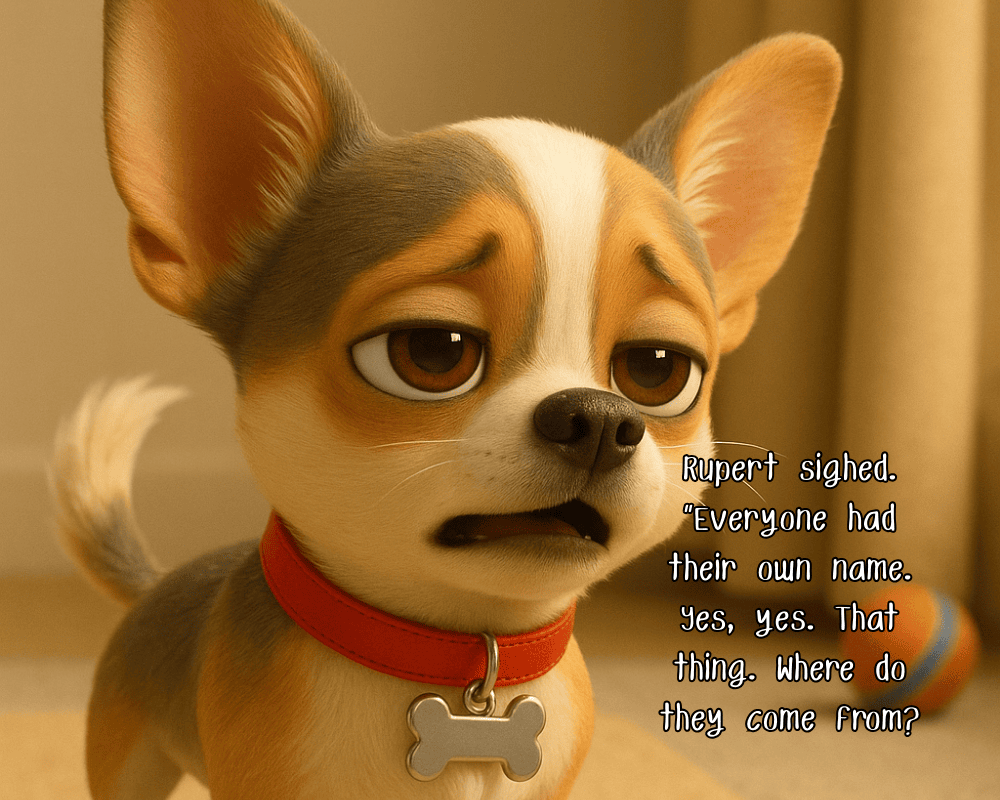 Rupert sighed.
"Everyone had
their own name.
Yes, yes. That
thing. Where do
they come from?